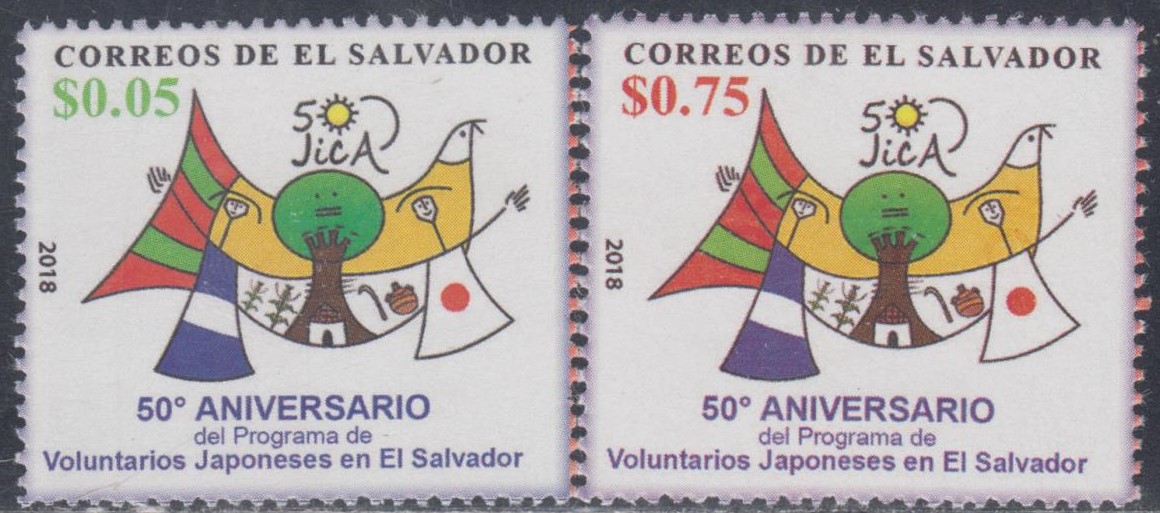 CORREOS DE EL SALVADOR
$0.05
50
JicA
2018
50° ANIVERSARIO
del Programa de
Voluntarios Japoneses en El Salvador
CORREOS DE EL SALVADOR
$0.75
50
JicA
2018
50° ANIVERSARIO
del Programa de
Voluntarios Japoneses en El Salvador